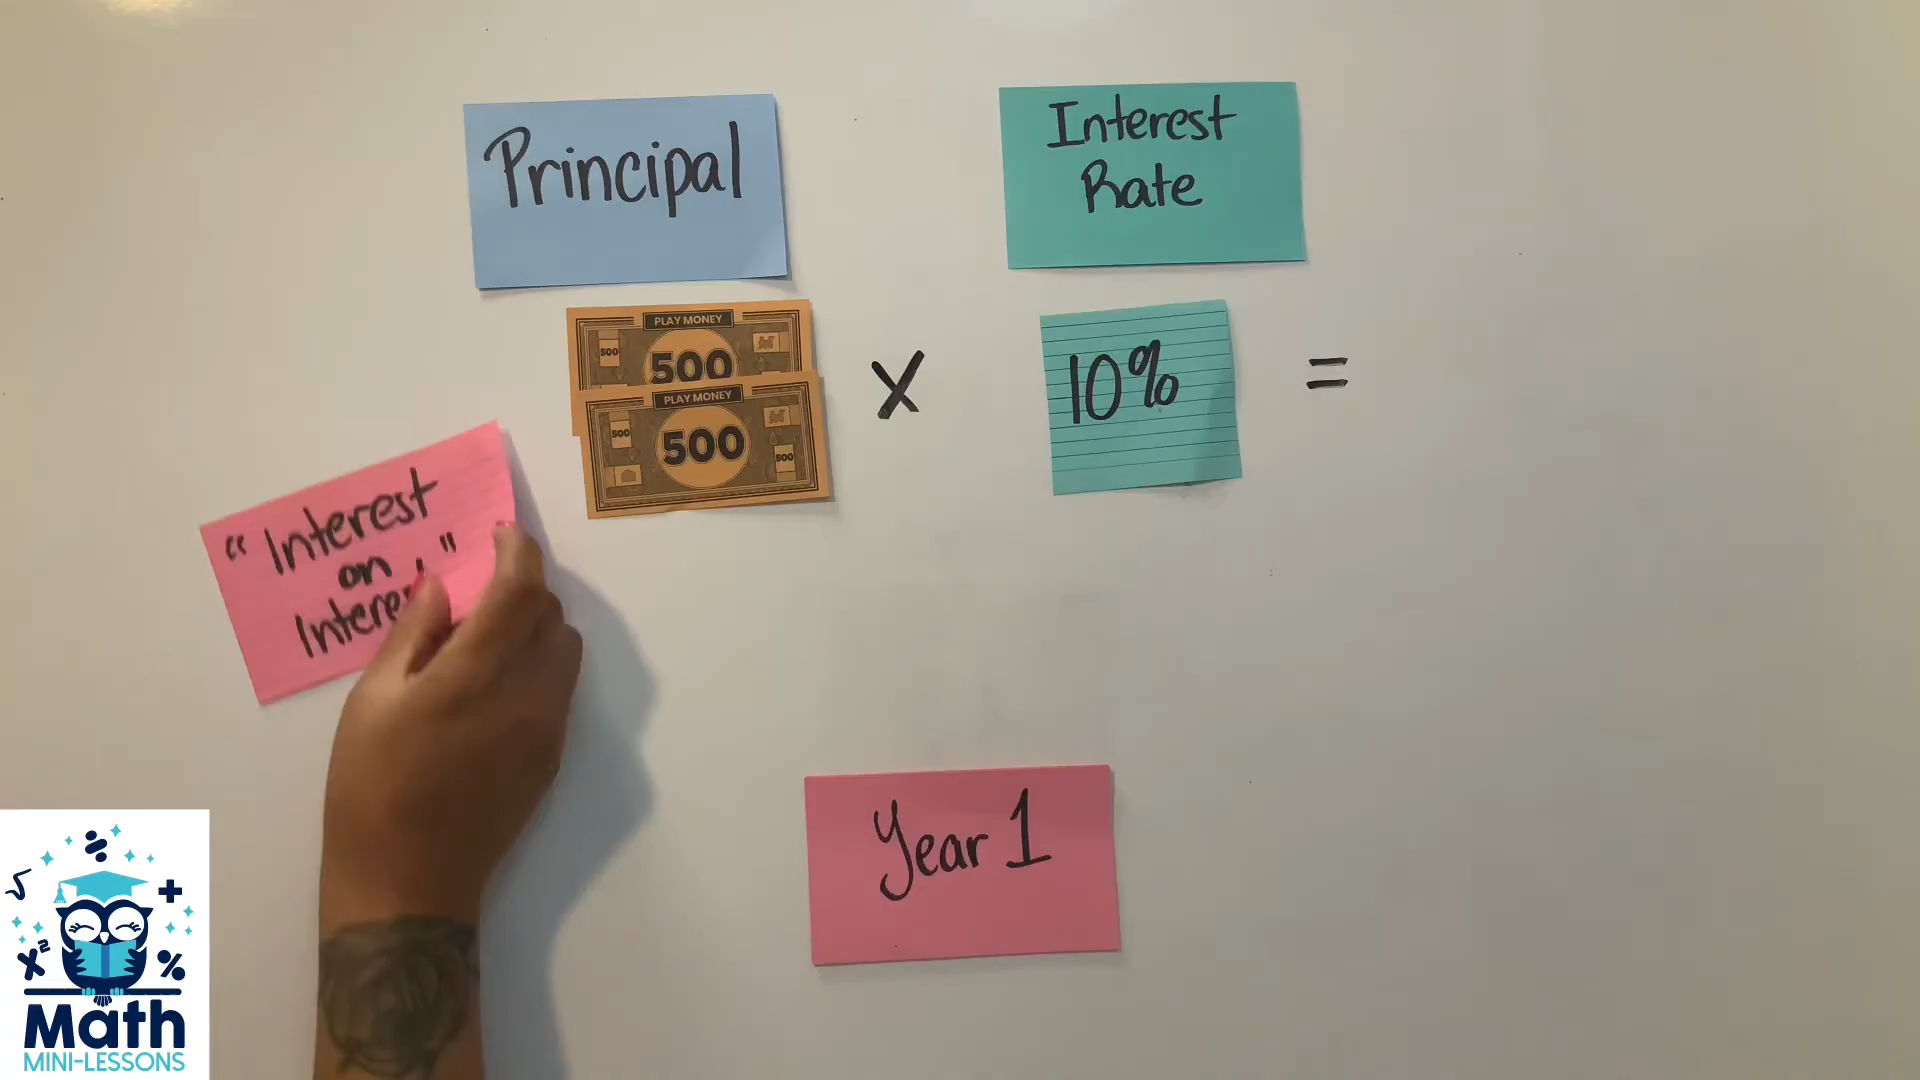 Principal
Interest
Rate
PLAY MONEY
500
500
PLAY MONEY
500
500
500
X
10%
=
"Interest
on "
Year 1
√
÷
+
x²
%
Math
MINI-LESSONS